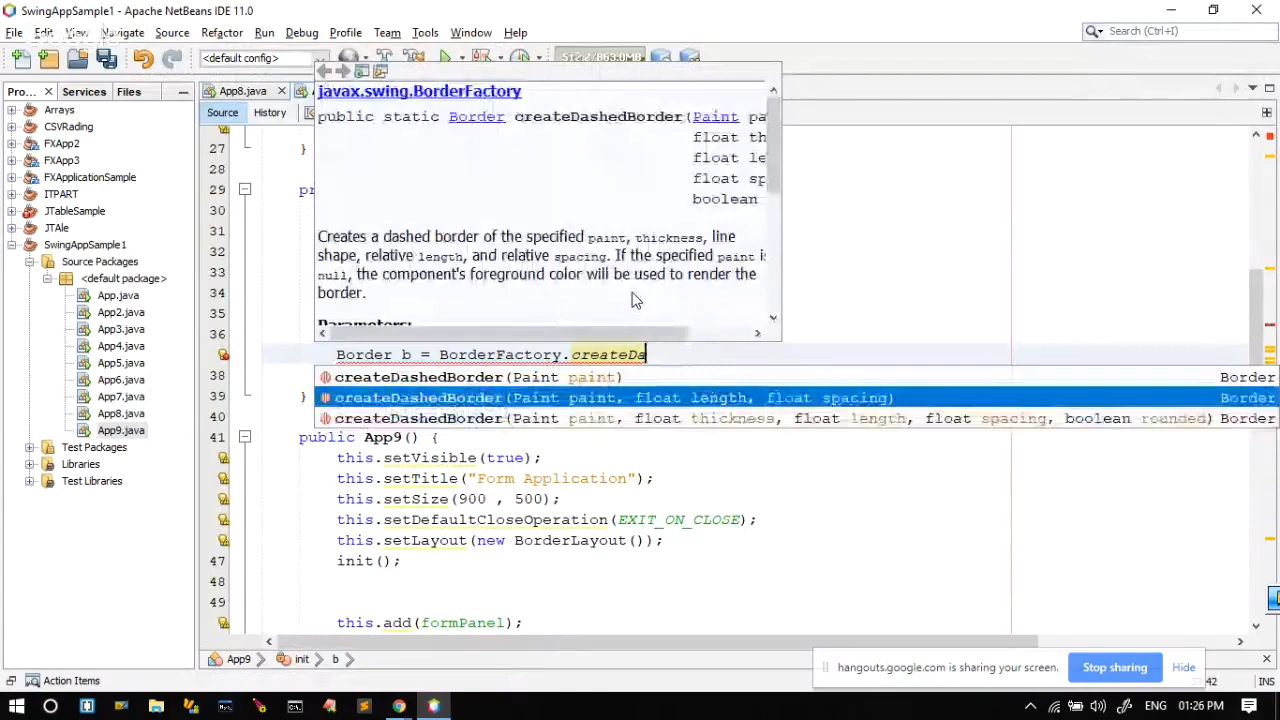 SwingAppSample1 - Apache NetBeans IDE 11.0
File Edit View Navigate Source Refactor Run Debug Profile Team Tools Window Help
Search (Ctrl+I)
<default config>
Pro... Services Files
App8.java
Source History
Arrays
CSVRading
FXApp2
FXApp3
FXApplicationSample
ITPART
JTableSample
JTAle
SwingAppSample1
Source Packages
<default package>
App.java
App2.java
App3.java
App4.java
App5.java
App6.java
App7.java
App8.java
App9.java
Test Packages
Libraries
Test Libraries
javax.swing.BorderFactory
public static Border createDashedBorder(Paint pa
float th
float le
float sp
boolean
Creates a dashed border of the specified paint, thickness, line
shape, relative length, and relative spacing. If the specified paint is
null, the component's foreground color will be used to render the
border.
Parameters:
27 }
28
29 pr
30
31
32
33
34
35
36
Border b = BorderFactory.createDa
createDashedBorder(Paint paint) Border
createDashedBorder(Paint paint, float length, float spacing) Border
createDashedBorder(Paint paint, float thickness, float length, float spacing, boolean rounded) Border
38
39 }
40
41 public App9() {
this.setVisible(true);
this.setTitle("Form Application");
this.setSize(900 , 500);
this.setDefaultCloseOperation(EXIT_ON_CLOSE);
this.setLayout(new BorderLayout());
47 init();
48
49
this.add(formPanel);
App9 init b
hangouts.google.com is sharing your screen. Stop sharing Hide
Action Items
INS
ENG 01:26 PM